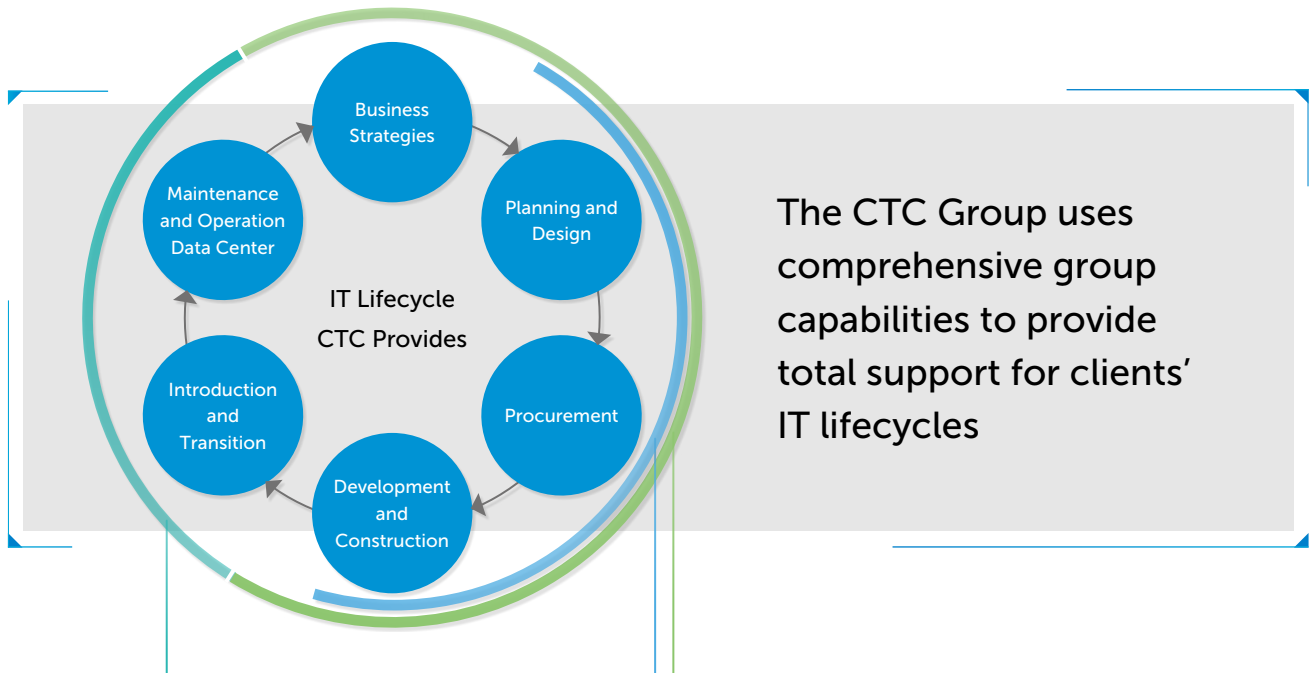 Business
Strategies
Planning and
Design
Procurement
Development
and
Construction
Introduction
and
Transition
Maintenance
and Operation
Data Center
IT Lifecycle
CTC Provides
The CTC Group uses
comprehensive group
capabilities to provide
total support for clients’
IT lifecycles